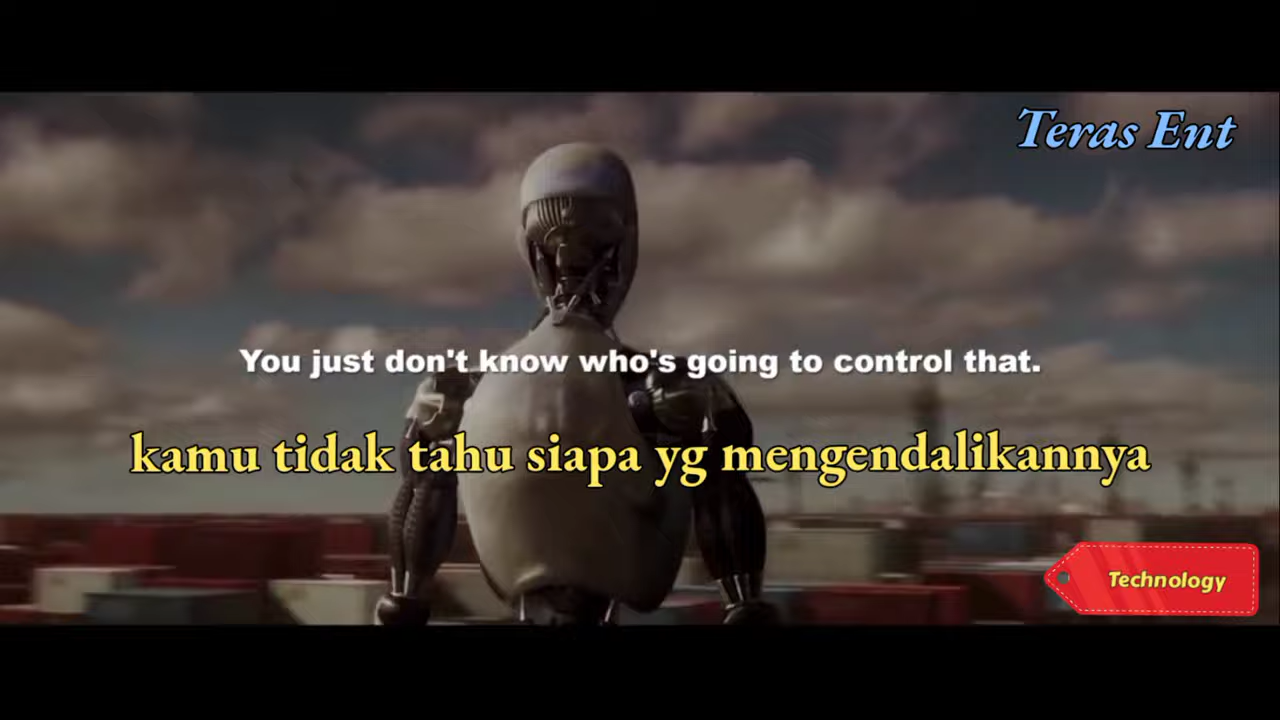 Teras Ent
You just don't know who's going to control that.
kamu tidak tahu siapa yg mengendalikannya
Technology